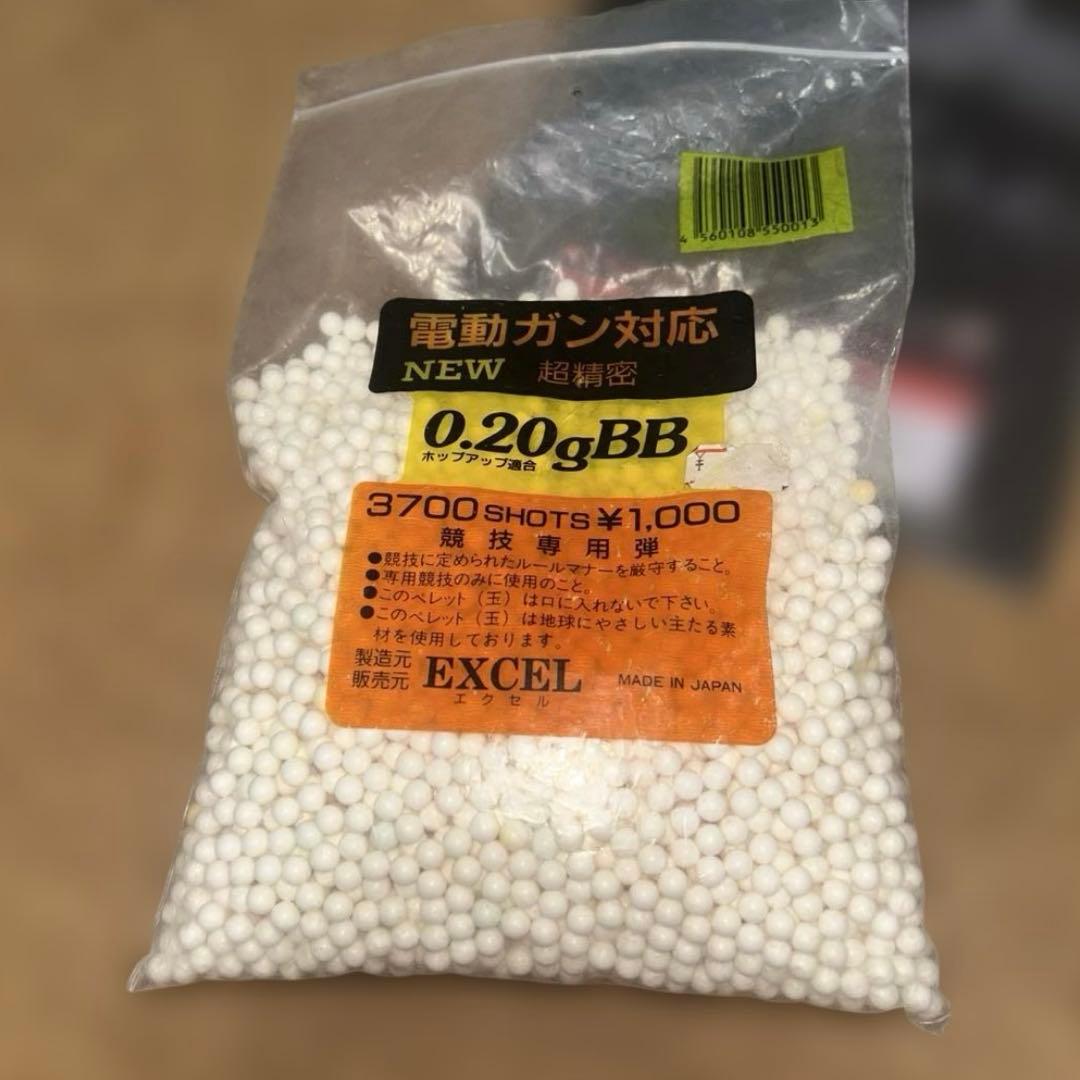 4 560108 550013
電動ガン対応
NEW 超精密
0.20gBB
ホップアップ適合
¥
3700 SHOTS ¥1,000
競技専用弾
●競技に定められたルールマナーを厳守すること。
●専用競技のみに使用のこと。
●このペレット（玉）は口に入れないで下さい。
●このペレット（玉）は地球にやさしい主たる素
材を使用しております。
製造元
販売元 EXCEL MADE IN JAPAN
エクセル